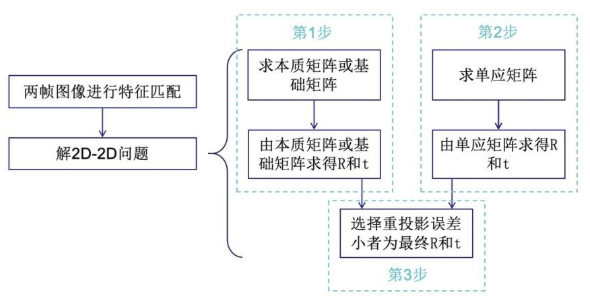 两帧图像进行特征匹配
解2D-2D问题
第1步
求本质矩阵或基
础矩阵
由本质矩阵或基
础矩阵求得R和t
第2步
求单应矩阵
由单应矩阵求得R
和t
选择重投影误差
小者为最终R和t
第3步